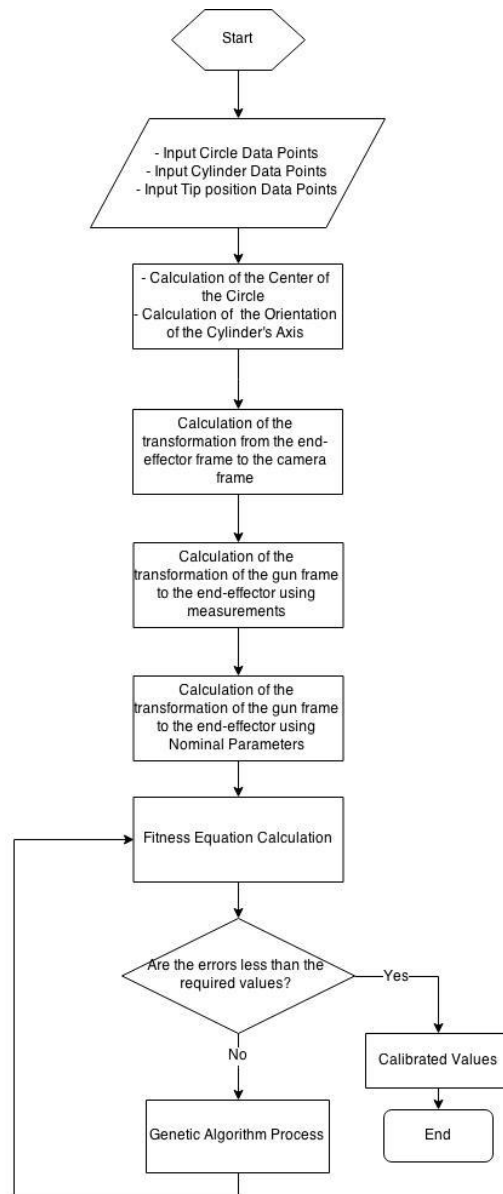 Start
- Input Circle Data Points
- Input Cylinder Data Points
- Input Tip position Data Points
- Calculation of the Center of
the Circle
- Calculation of  the Orientation
of the Cylinder's Axis
Calculation of the
transformation from the end-
effector frame to the camera
frame
Calculation of the
transformation of the gun frame
to the end-effector using
measurements
Calculation of the
transformation of the gun frame
to the end-effector using
Nominal Parameters
Fitness Equation Calculation
Are the errors less than the
required values?
Yes
No
Calibrated Values
Genetic Algorithm Process
End